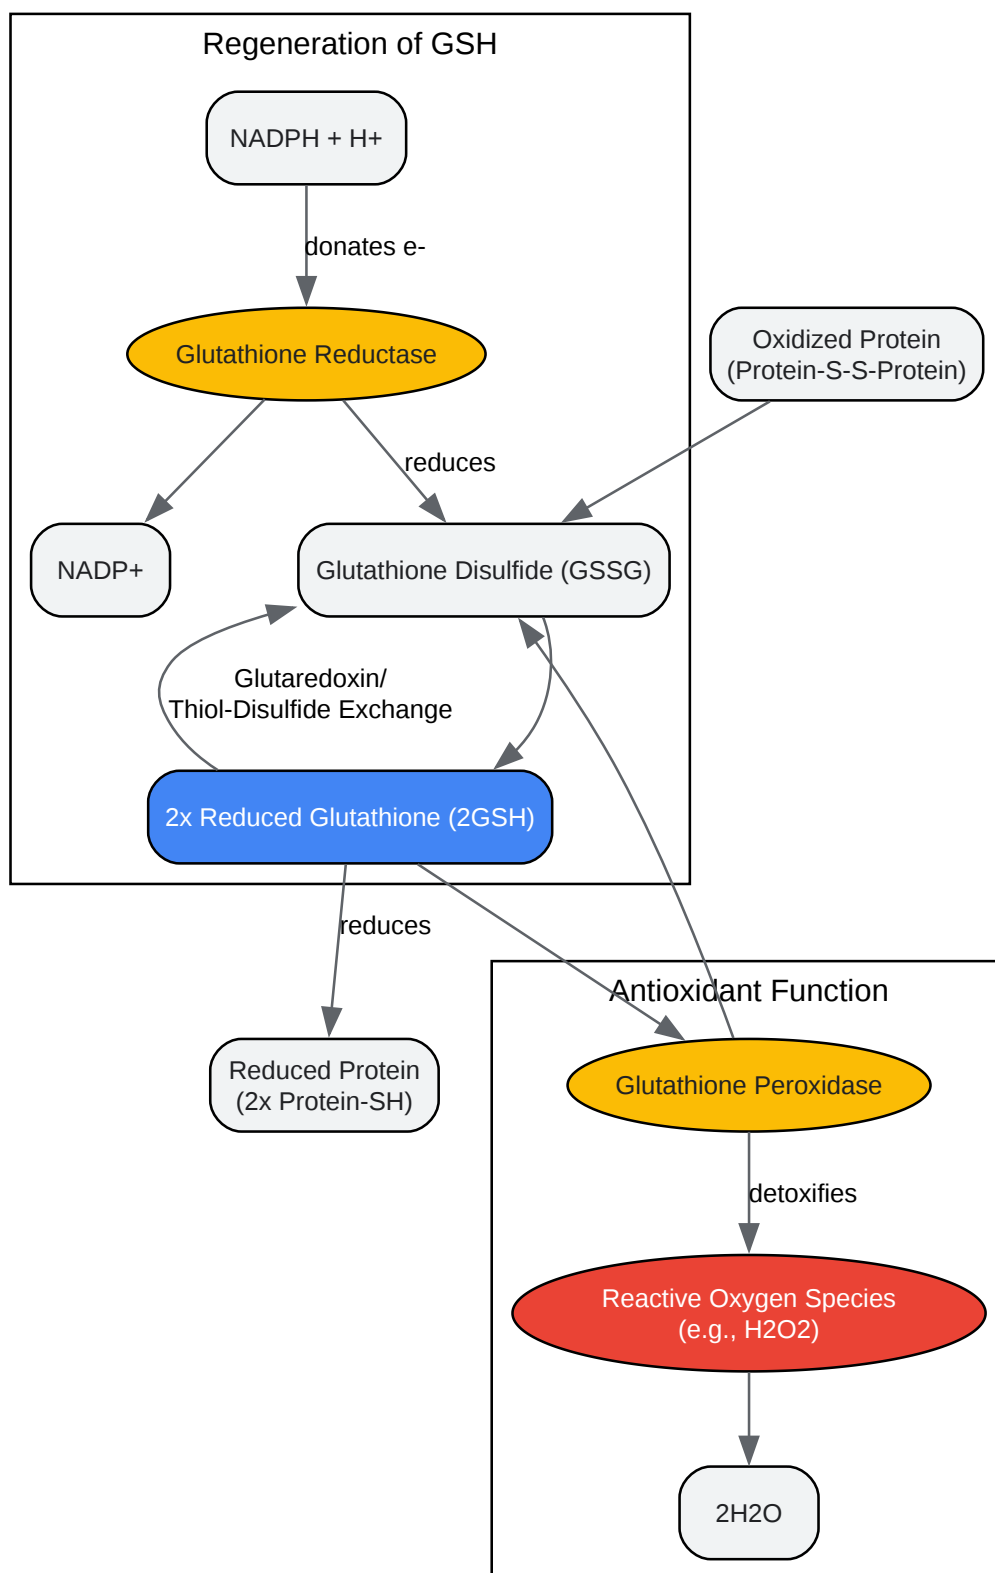 Regeneration of GSH
NADPH + H+
donates e-
Glutathione Reductase
Oxidized Protein
(Protein-S-S-Protein)
reduces
NADP+
Glutathione Disulfide (GSSG)
Glutaredoxin/
Thiol-Disulfide Exchange
2x Reduced Glutathione (2GSH)
reduces
Antioxidant Function
Reduced Protein
(2x Protein-SH)
Glutathione Peroxidase
detoxifies
Reactive Oxygen Species
(e.g., H2O2)
2H2O